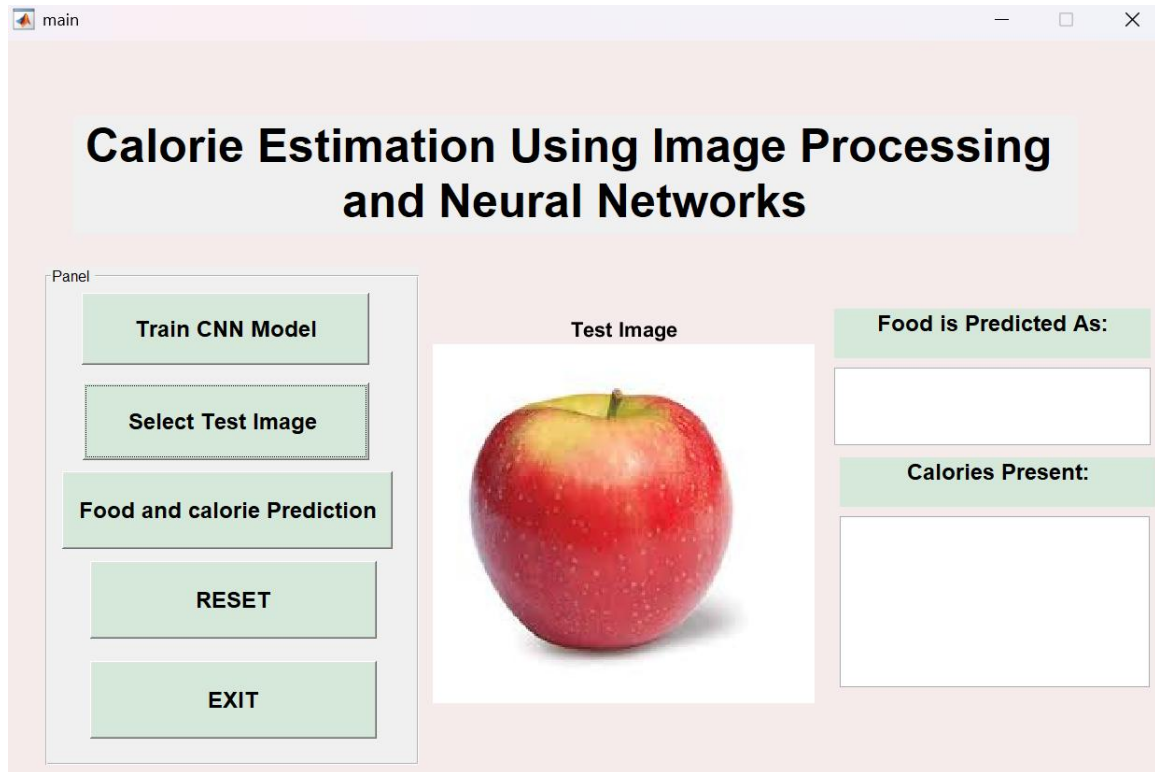 main
Calorie Estimation Using Image Processing
and Neural Networks
Panel
Train CNN Model
Select Test Image
Food and calorie Prediction
RESET
EXIT
Test Image
Food is Predicted As:
Calories Present: